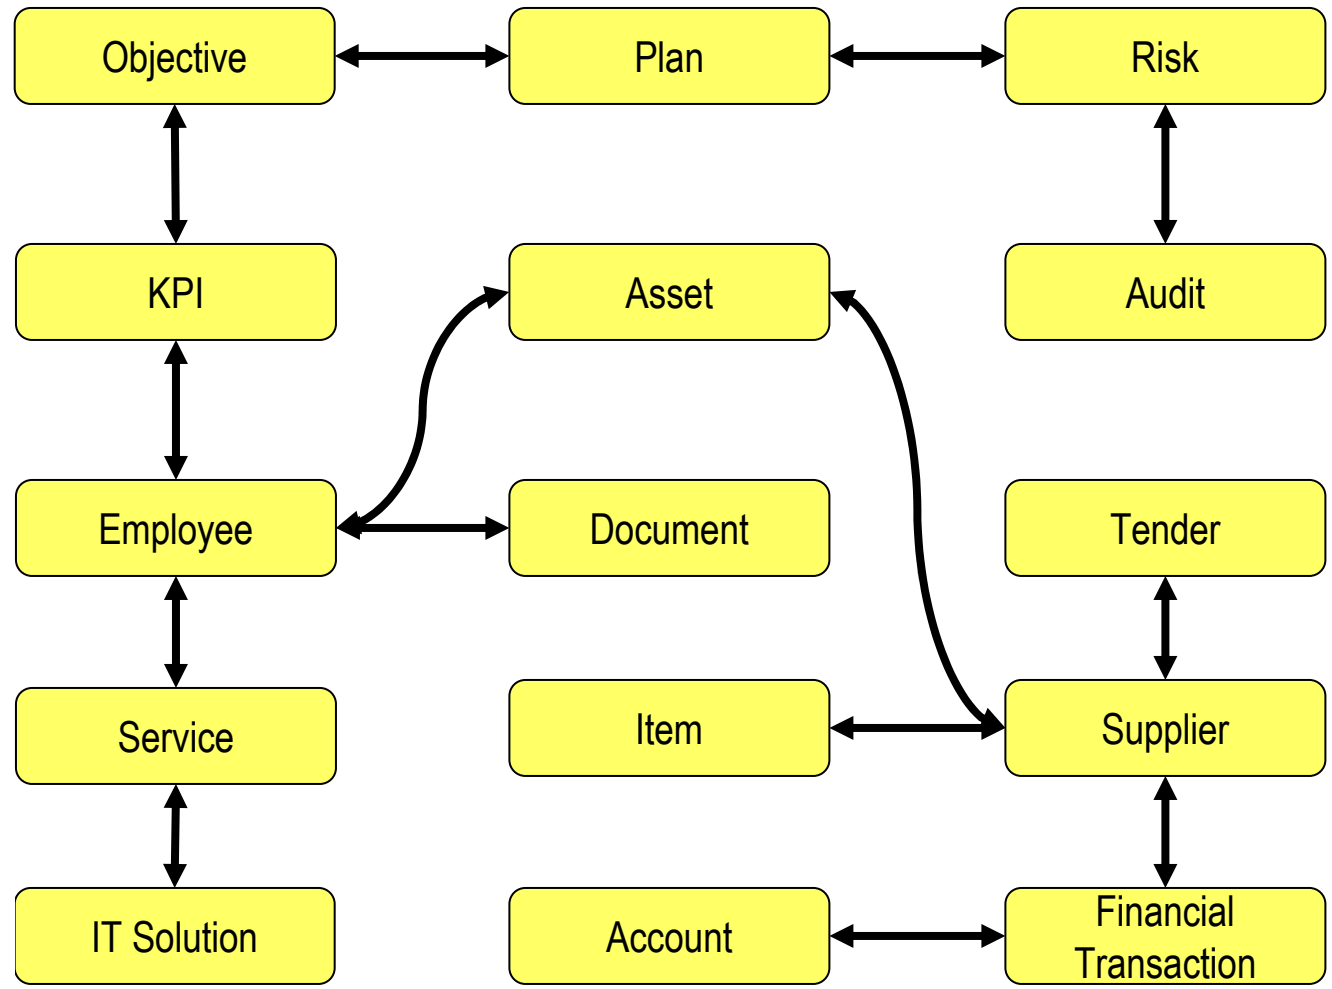 Objective
Plan
Risk
KPI
Asset
Audit
Employee
Document
Tender
Service
Item
Supplier
IT Solution
Account
Financial
Transaction